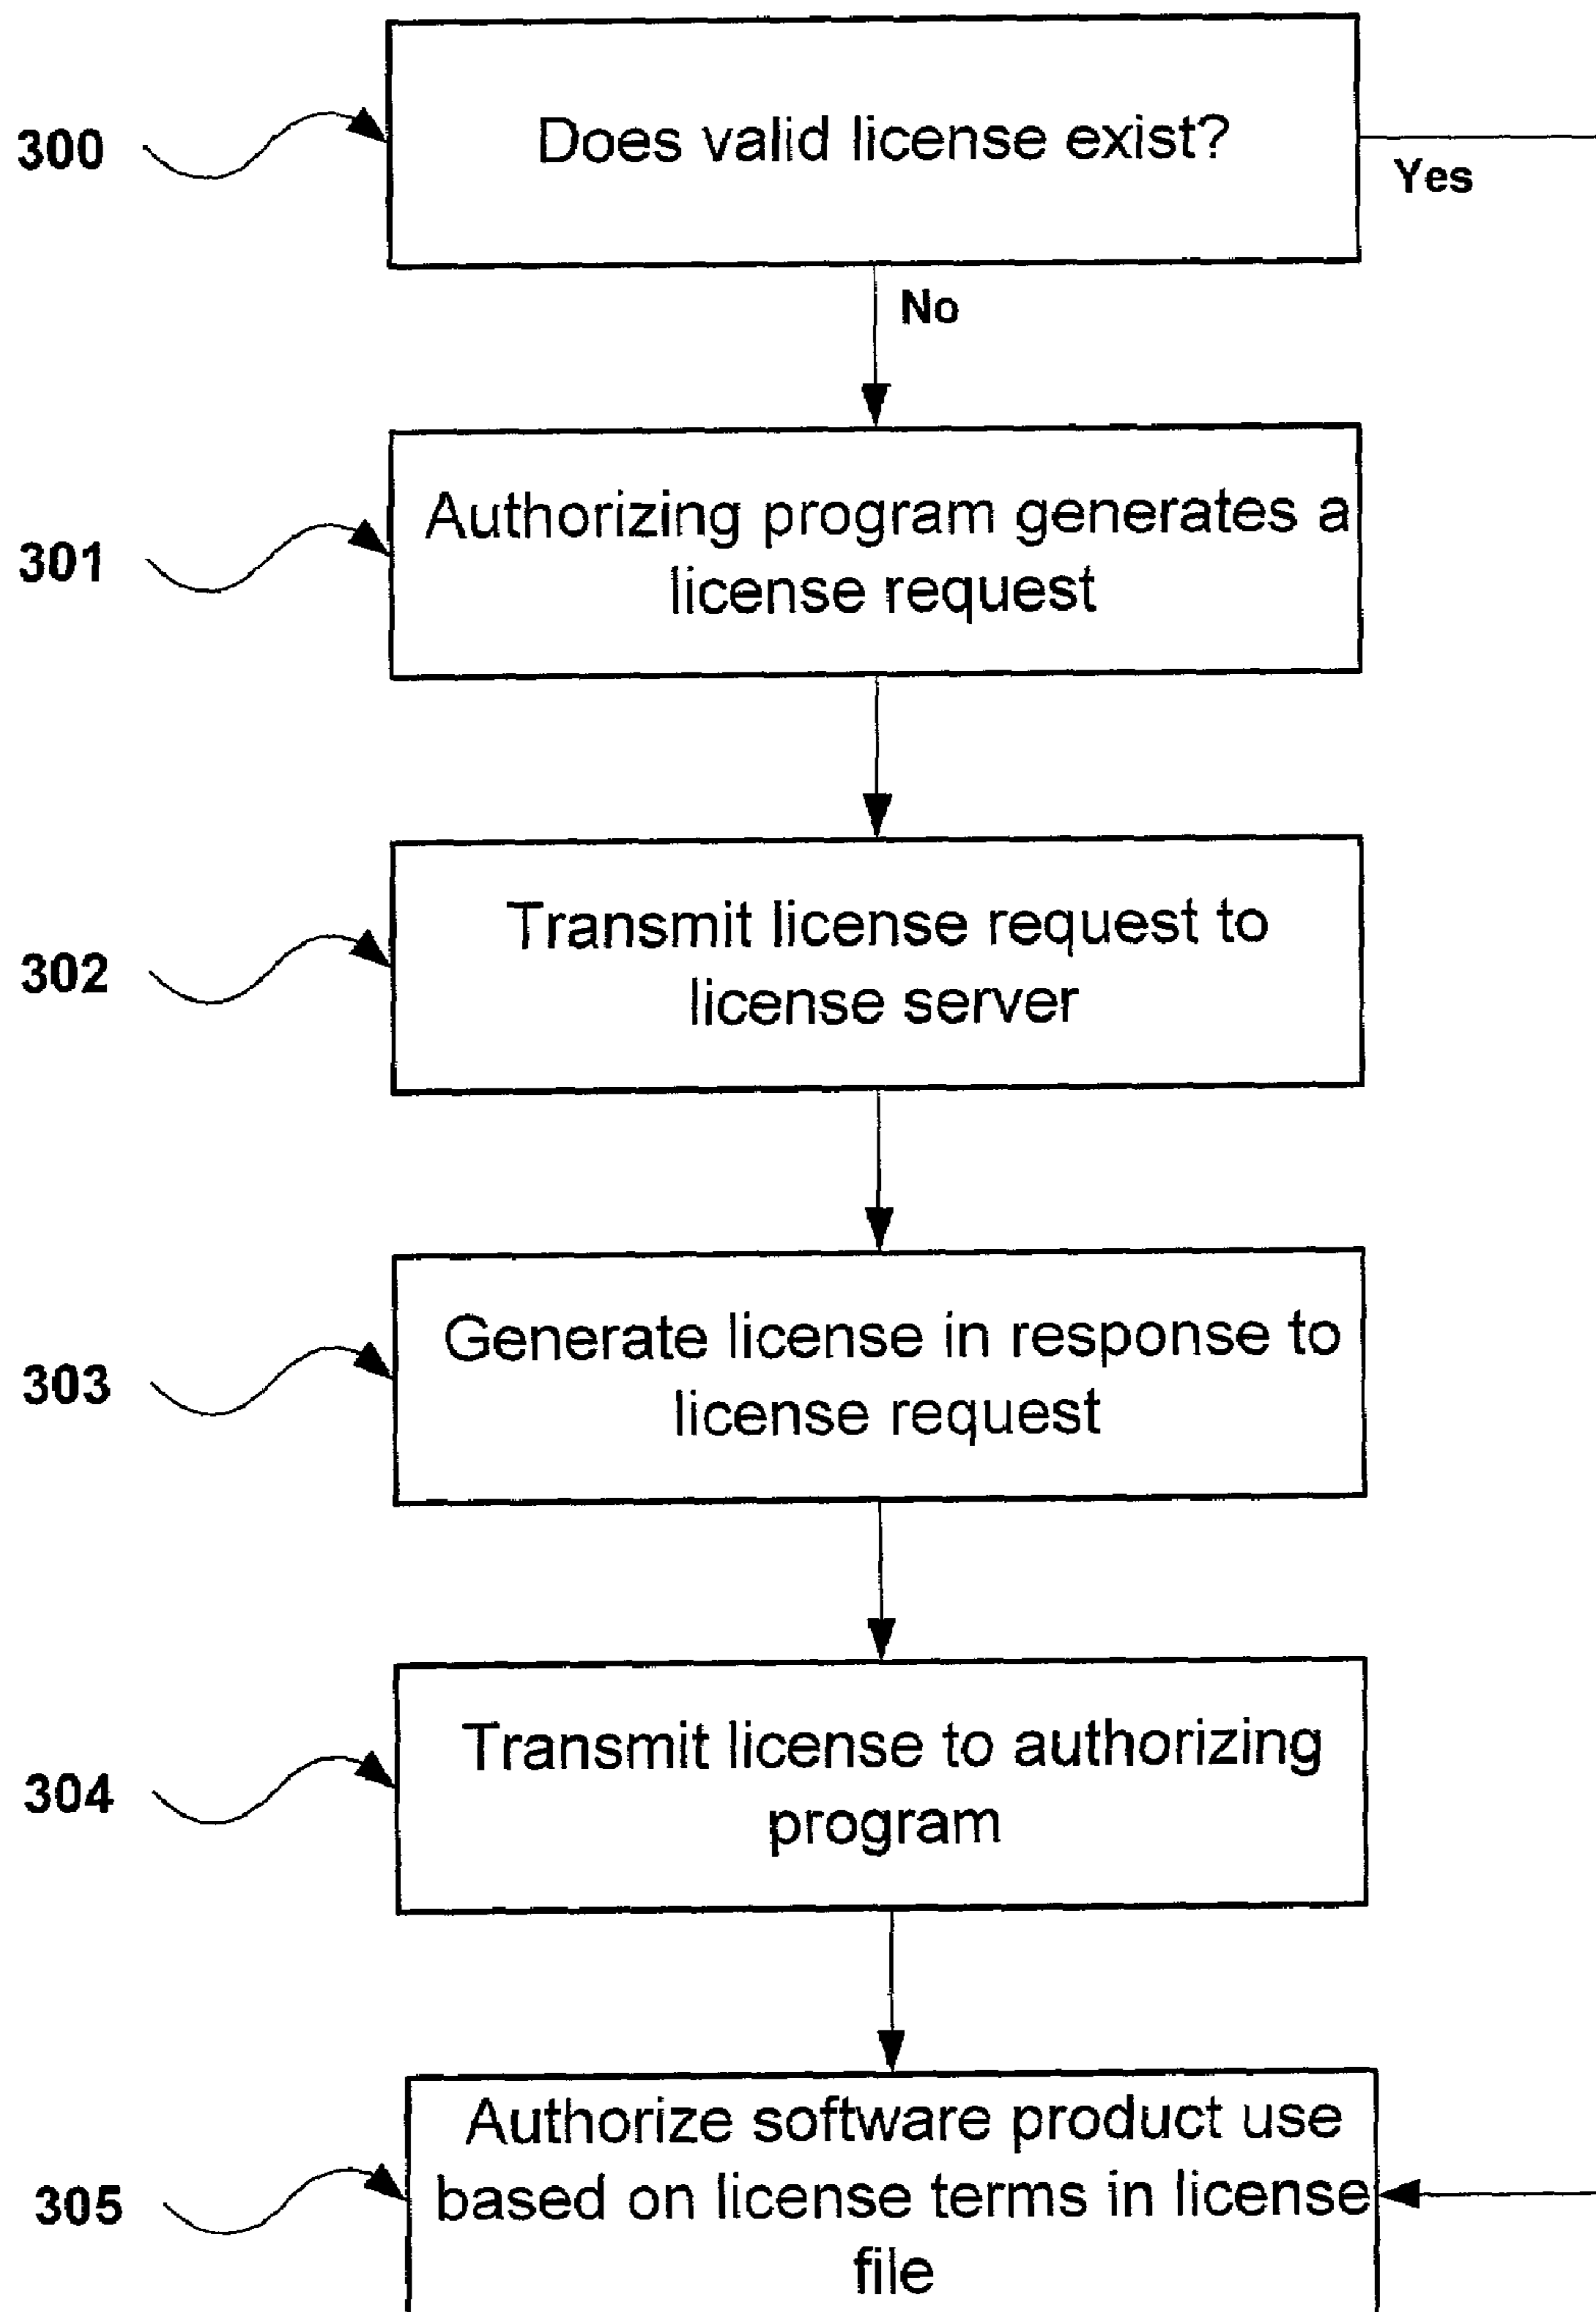 300
Does valid license exist?
Yes
No
301
Authorizing program generates a
license request
302
Transmit license request to
license server
303
Generate license in response to
license request
304
Transmit license to authorizing
program
305
Authorize software product use
based on license terms in license
file